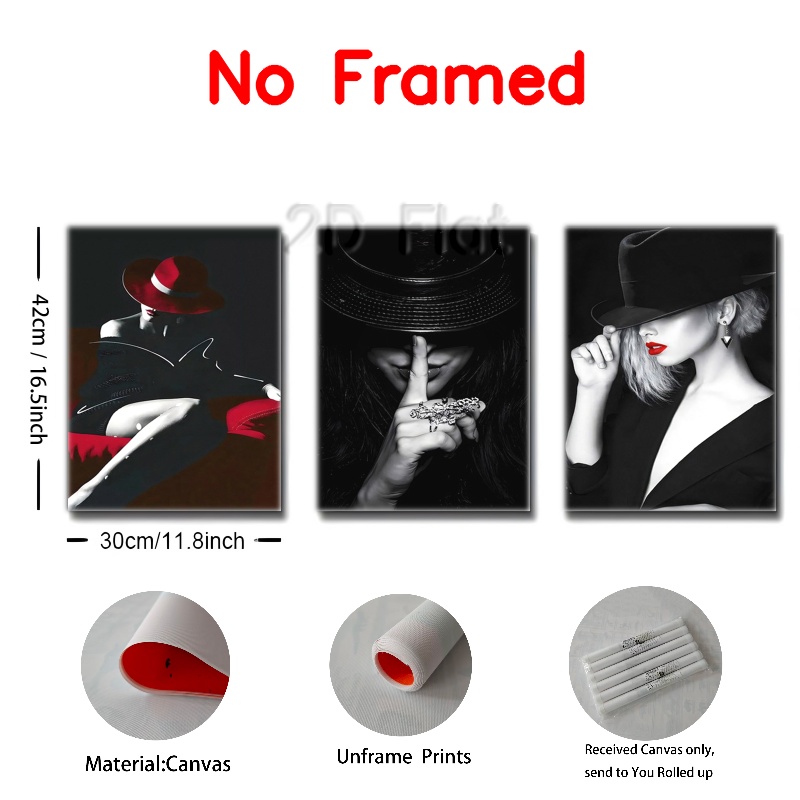 No Framed
2D Flat
42cm / 16.5inch
30cm/11.8inch
Material:Canvas
Unframe Prints
Received Canvas only,
send to You Rolled up